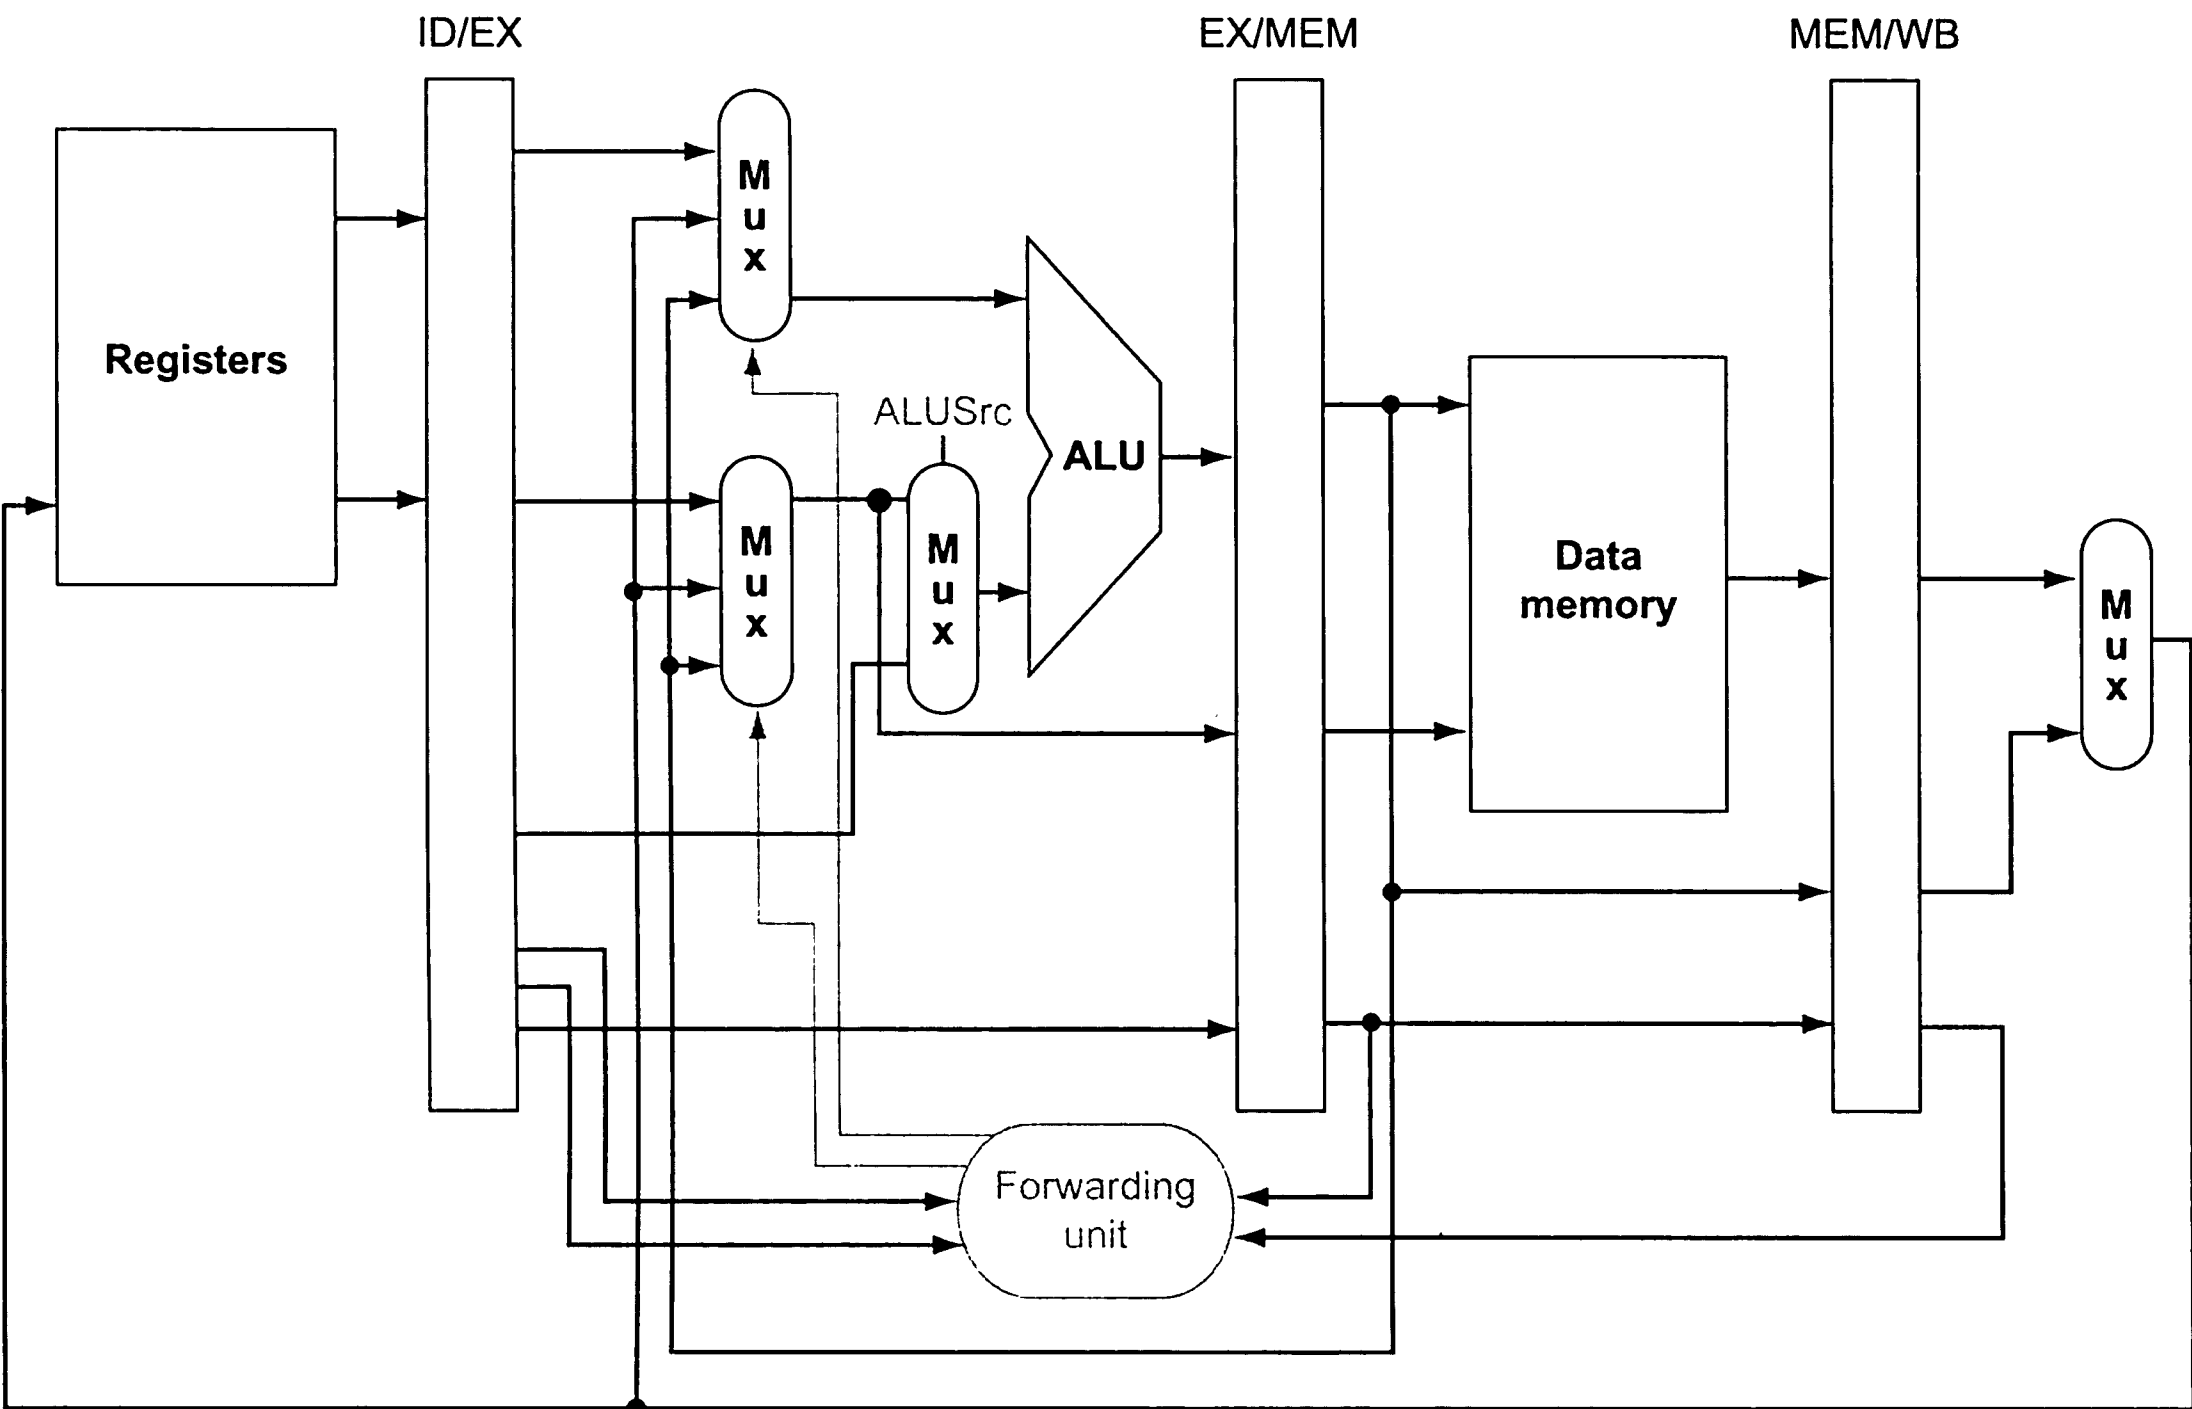 ID/EX
EX/MEM
MEM/WB
M
u
x
Registers
ALUSrc
ALU
M
u
x
M
u
x
Data
memory
M
u
x
Forwarding
unit